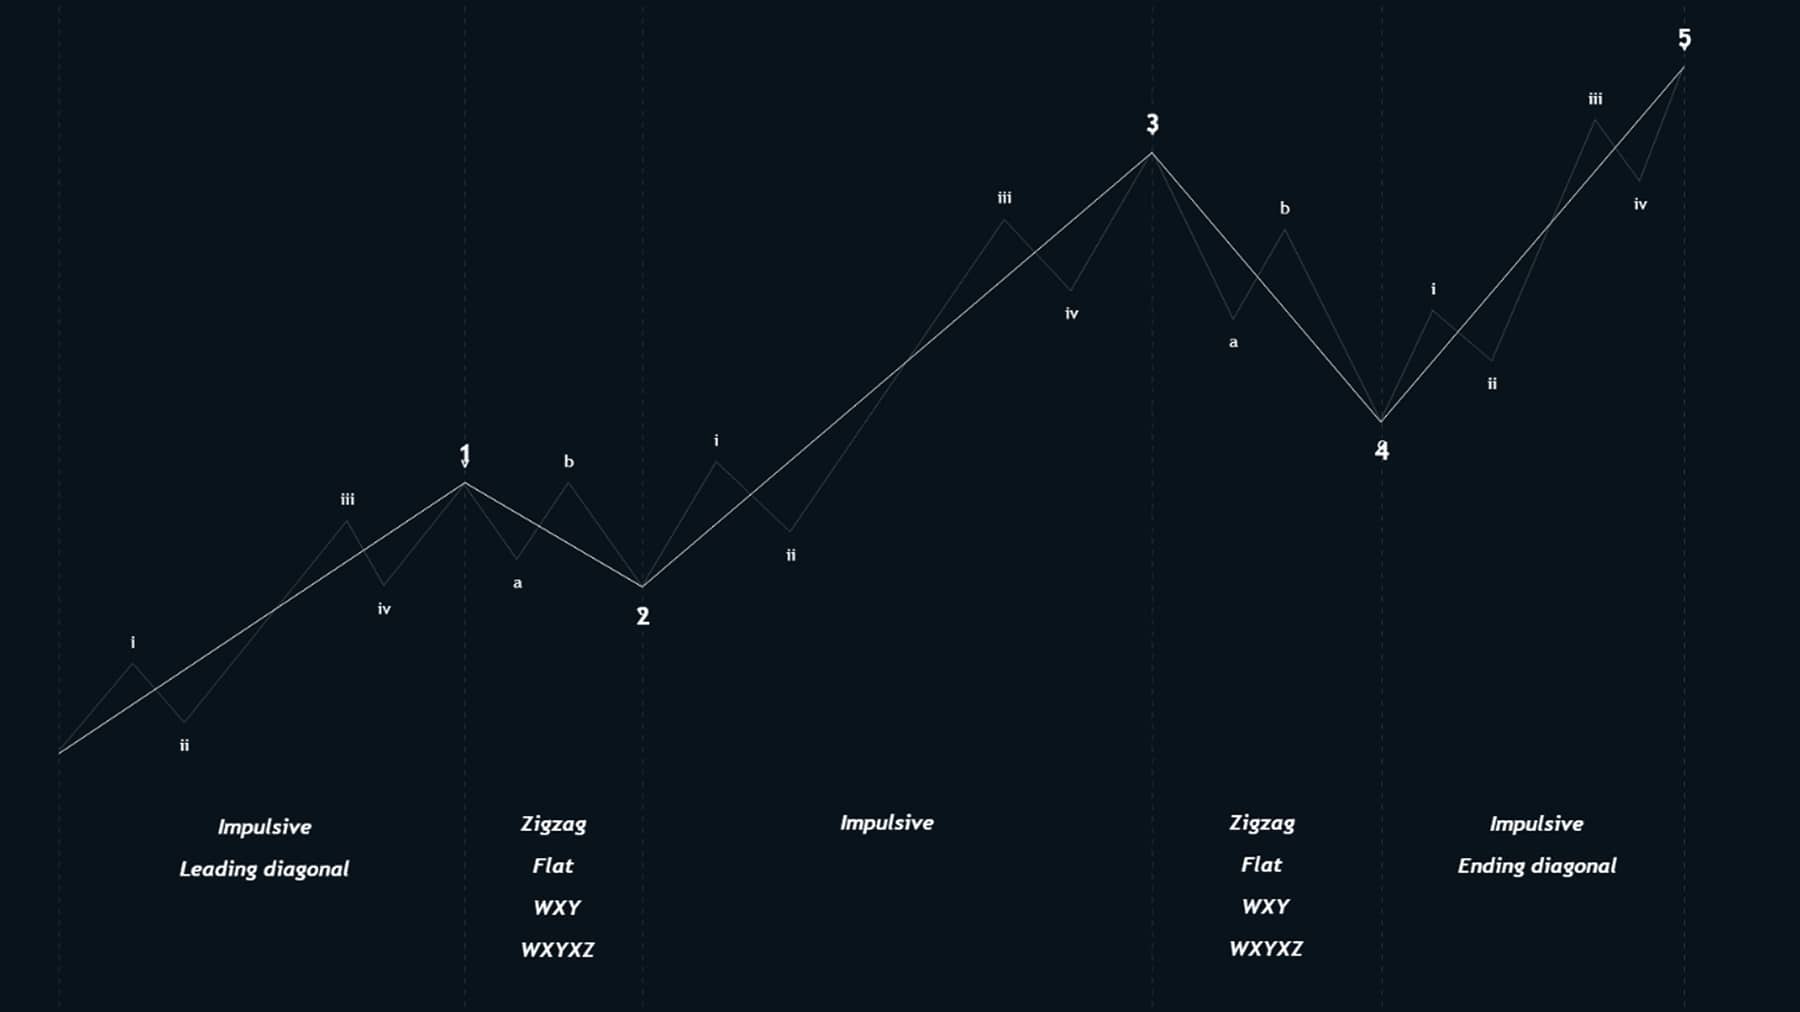 5
iii
3
iii
b
iv
i
iv
a
ii
i
1
4
b
iii
ii
a
iv
2
i
ii
Impulsive
Leading diagonal
Zigzag
Flat
WXY
WXYXZ
Impulsive
Zigzag
Flat
WXY
WXYXZ
Impulsive
Ending diagonal